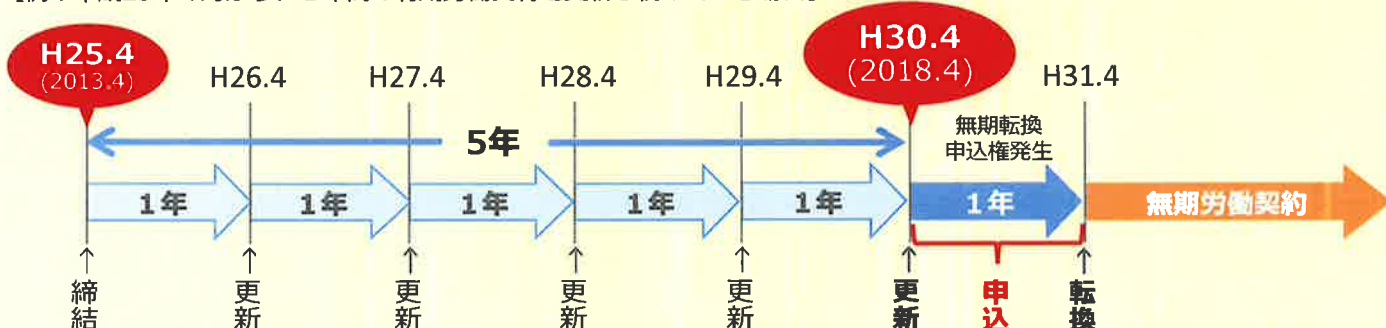 H25.4
(2013.4)
H26.4
H27.4
H28.4
H29.4
H30.4
(2018.4)
H31.4
5年
無期転換
申込権発生
1年
1年
1年
1年
1年
1年
無期労働契約
↑
締結
↑
更新
↑
更新
↑
更新
↑
更新
↑
更新
申込
↑
転換